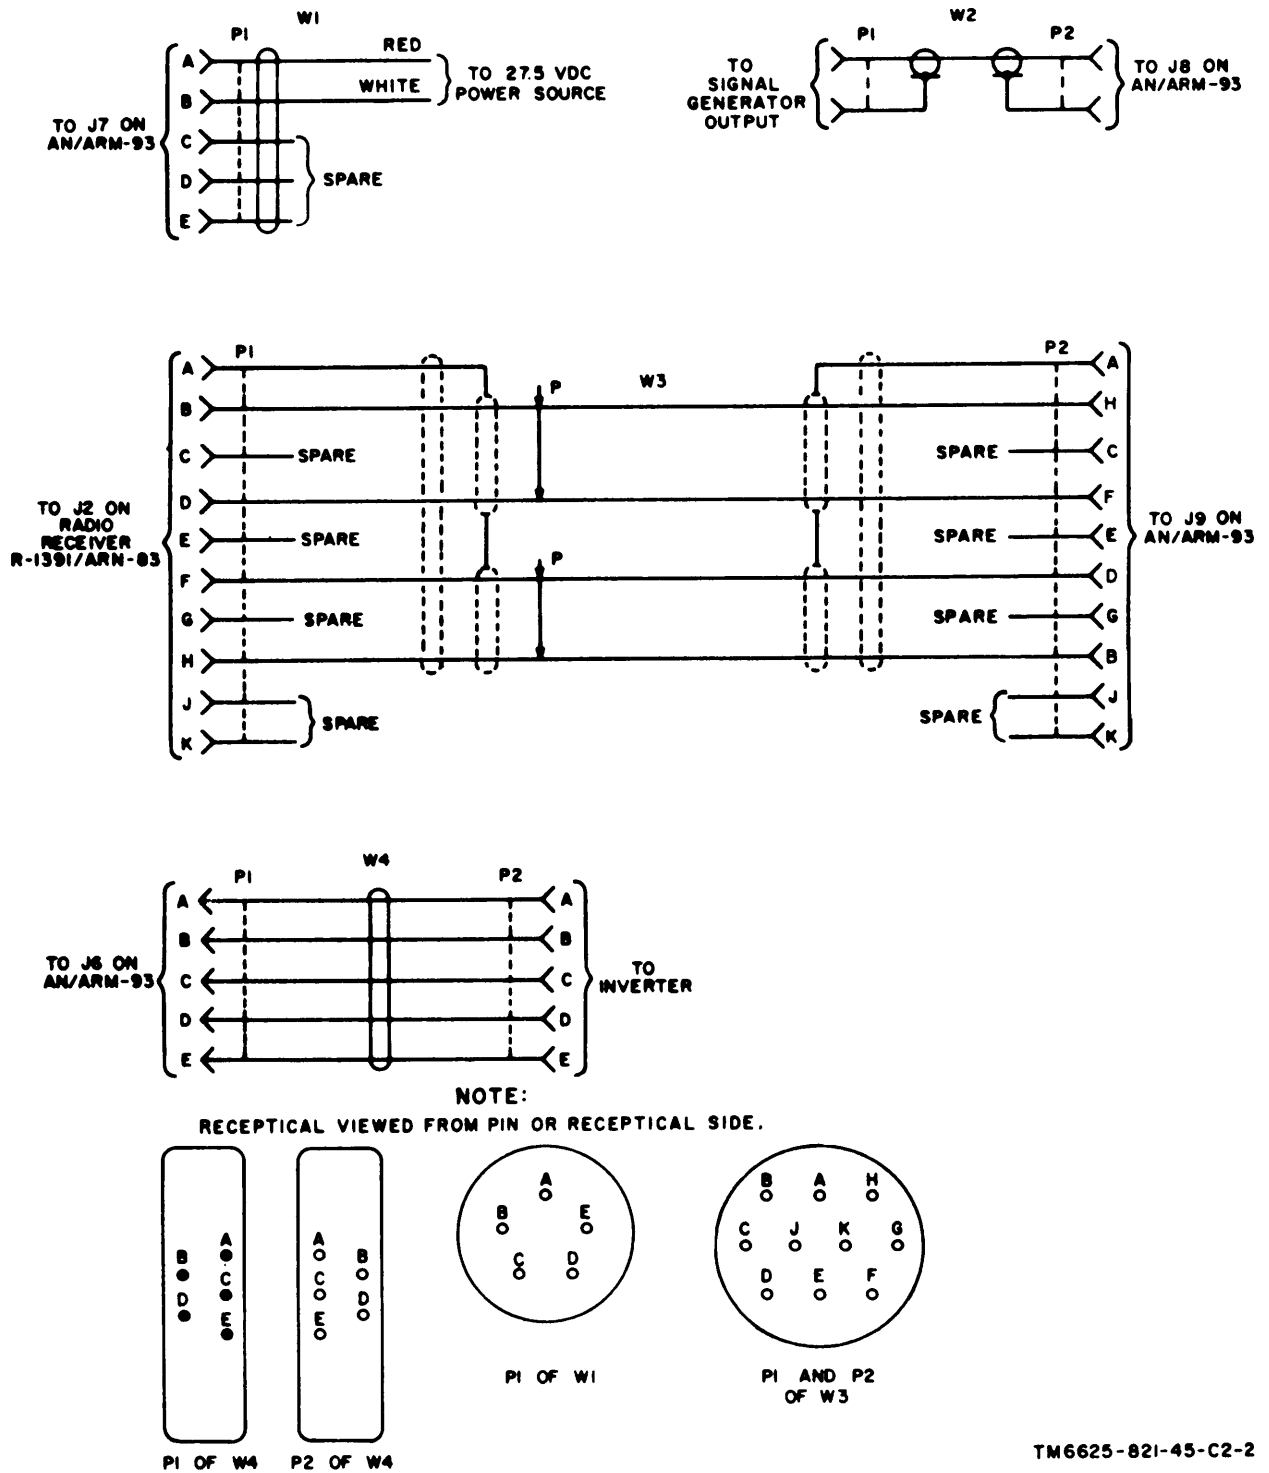 W1
P1
A
RED
B
WHITE
TO 27.5 VDC
POWER SOURCE
TO J7 ON
AN/ARM-93
C
D
SPARE
E
W2
P1
P2
TO
SIGNAL
GENERATOR
OUTPUT
TO J8 ON
AN/ARM-93
W3
P1
P2
A
B
P
C
SPARE
D
E
SPARE
F
P
G
SPARE
H
J
SPARE
K
TO J2 ON
RADIO
RECEIVER
R-1391/ARN-83
A
H
SPARE
C
F
SPARE
E
D
SPARE
G
B
J
SPARE
K
TO J9 ON
AN/ARM-93
W4
P1
P2
A
A
B
B
C
C
D
D
E
E
TO J6 ON
AN/ARM-93
TO
INVERTER
NOTE:
RECEPTICAL VIEWED FROM PIN OR RECEPTICAL SIDE.
A
B
C
D
E
P1 OF W4
A
B
C
D
E
P2 OF W4
A
B
E
C
D
P1 OF W1
B A H
C J K G
D E F
P1 AND P2
OF W3
TM6625-821-45-C2-2